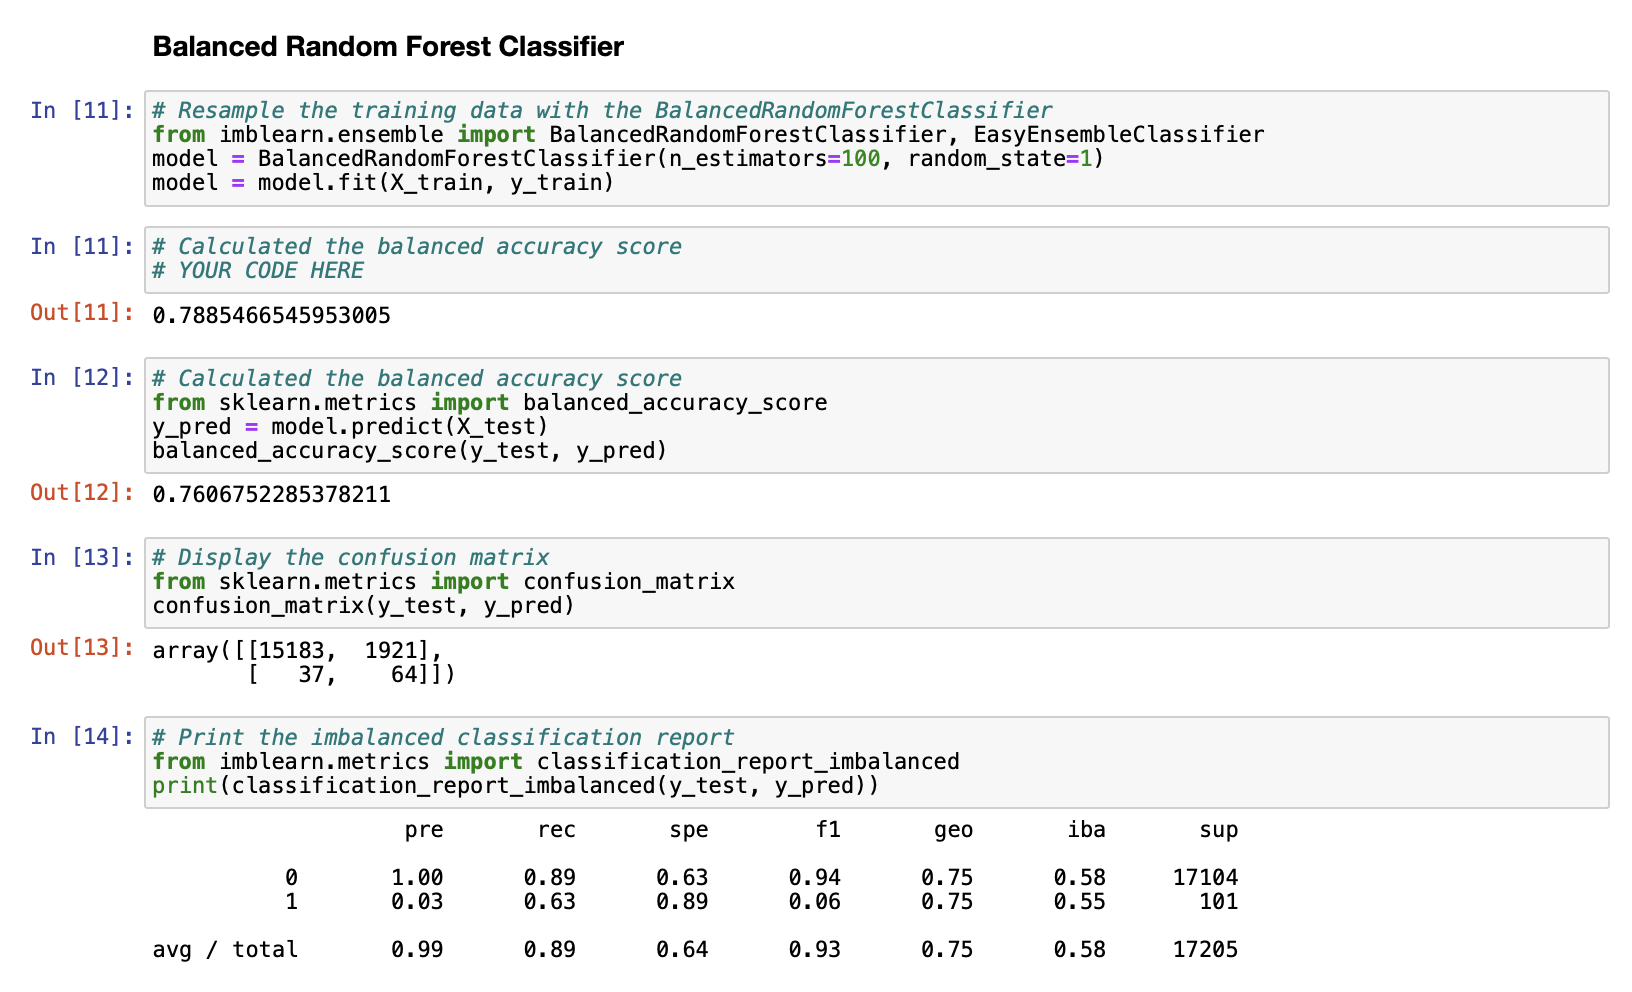 Balanced Random Forest Classifier
In [11]: # Resample the training data with the BalancedRandomForestClassifier
from imblearn.ensemble import BalancedRandomForestClassifier, EasyEnsembleClassifier
model = BalancedRandomForestClassifier(n_estimators=100, random_state=1)
model = model.fit(X_train, y_train)
In [11]: # Calculated the balanced accuracy score
# YOUR CODE HERE
Out[11]: 0.7885466545953005
In [12]: # Calculated the balanced accuracy score
from sklearn.metrics import balanced_accuracy_score
y_pred = model.predict(X_test)
balanced_accuracy_score(y_test, y_pred)
Out[12]: 0.7606752285378211
In [13]: # Display the confusion matrix
from sklearn.metrics import confusion_matrix
confusion_matrix(y_test, y_pred)
Out[13]: array([[15183,  1921],
       [   37,    64]])
In [14]: # Print the imbalanced classification report
from imblearn.metrics import classification_report_imbalanced
print(classification_report_imbalanced(y_test, y_pred))
pre rec spe f1 geo iba sup
0 1.00 0.89 0.63 0.94 0.75 0.58 17104
1 0.03 0.63 0.89 0.06 0.75 0.55 101
avg / total 0.99 0.89 0.64 0.93 0.75 0.58 17205